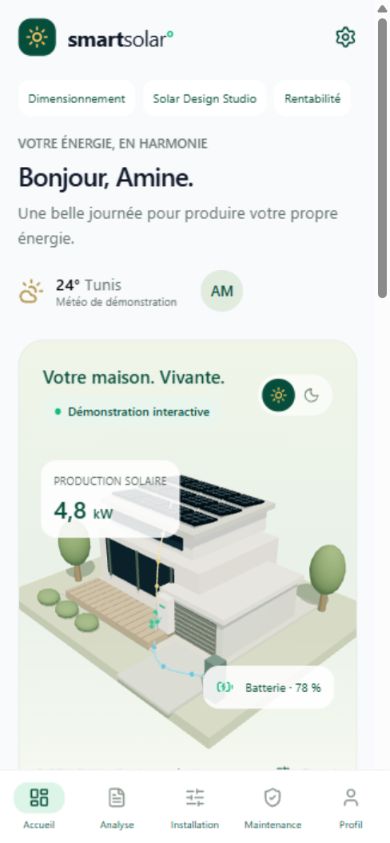 smartsolar°
Dimensionnement
Solar Design Studio
Rentabilité
VOTRE ÉNERGIE, EN HARMONIE
Bonjour, Amine.
Une belle journée pour produire votre propre
énergie.
24° Tunis
Météo de démonstration
AM
Votre maison. Vivante.
Démonstration interactive
PRODUCTION SOLAIRE
4,8 kW
Batterie · 78 %
Accueil
Analyse
Installation
Maintenance
Profil